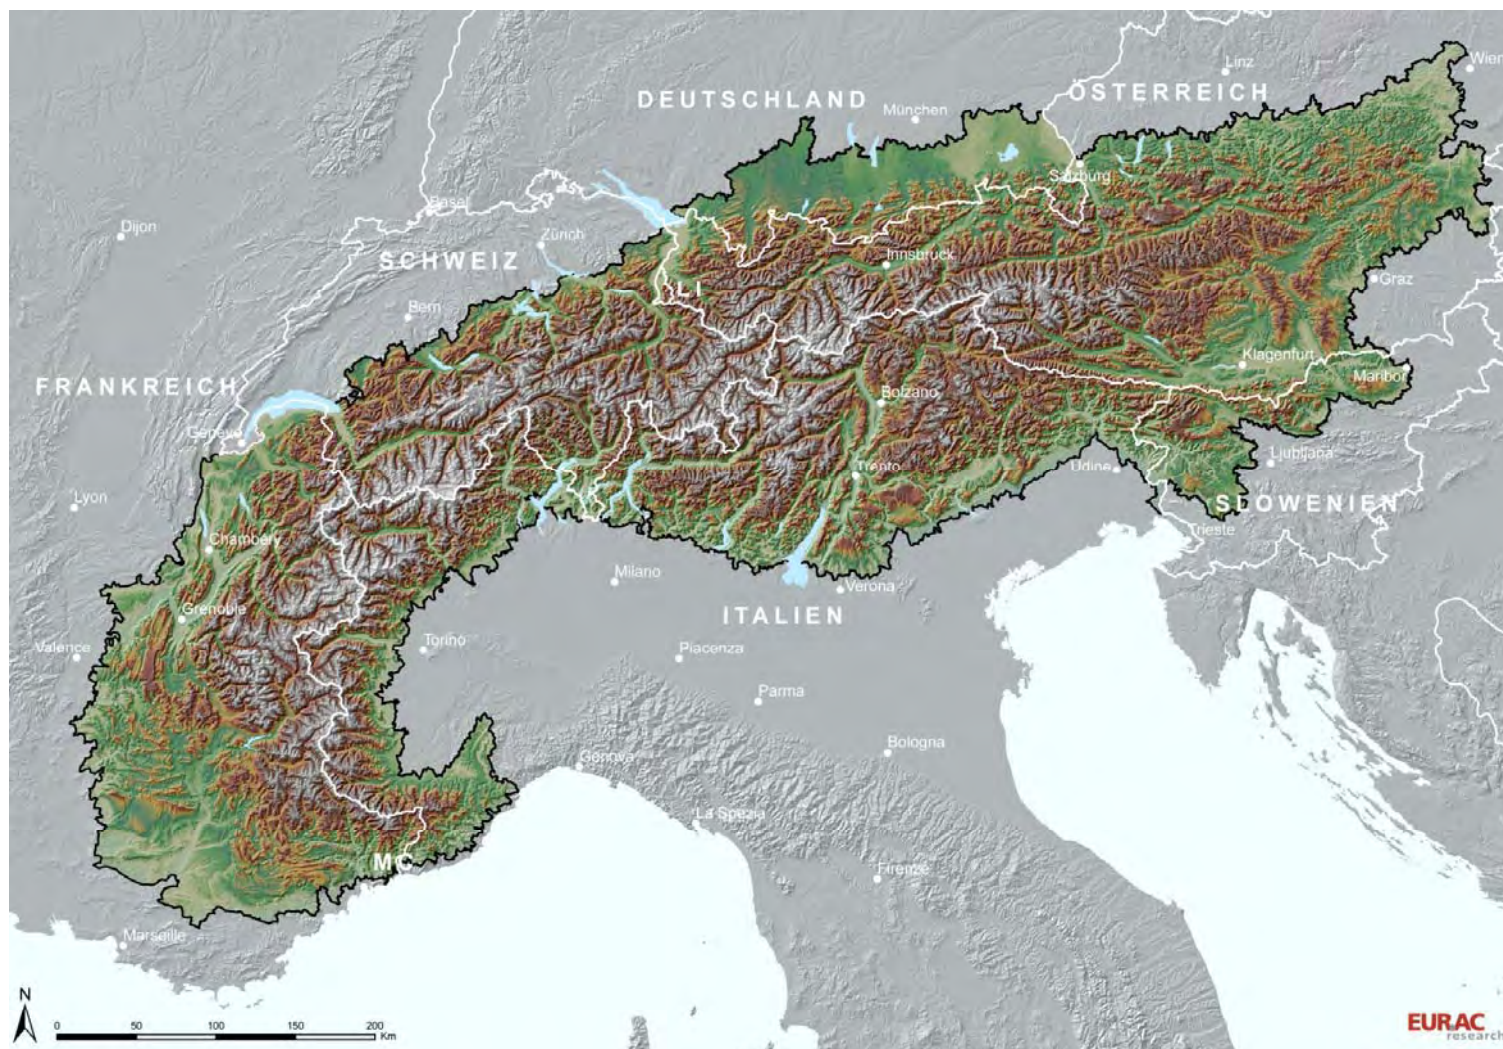 Linz
Wien
DEUTSCHLAND
ÖSTERREICH
München
Salzburg
Basel
Dijon
Zürich
SCHWEIZ
Innsbruck
Graz
LI
Bern
Klagenfurt
Maribor
FRANKREICH
Bolzano
Genève
Trento
Udine
Ljubljana
Lyon
SLOWENIEN
Trieste
Chambéry
Milano
Verona
Grenoble
ITALIEN
Torino
Valence
Piacenza
Parma
Bologna
Genova
La Spezia
MC
Firenze
Marseille
N
0 50 100 150 200
Km
EURAC
research